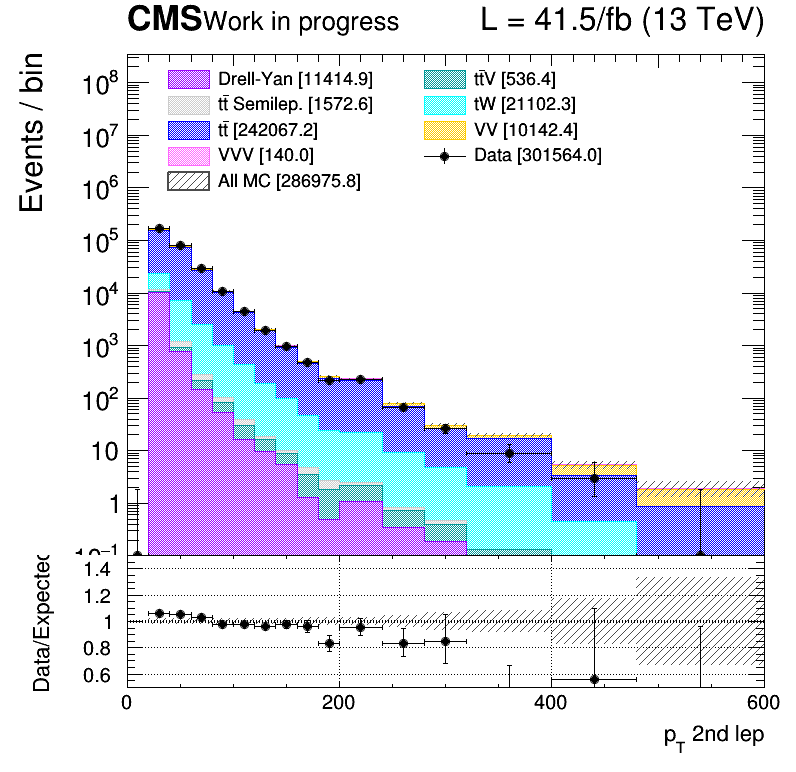 CMS Work in progress L = 41.5/fb (13 TeV)
Events / bin
Drell-Yan [11414.9]
tt̄ Semilep. [1572.6]
tt̄ [242067.2]
VVV [140.0]
All MC [286975.8]
tt̄V [536.4]
tW [21102.3]
VV [10142.4]
Data [301564.0]
10⁸
10⁷
10⁶
10⁵
10⁴
10³
10²
10
1
10⁻¹
Data/Expected
1.4
1.2
1
0.8
0.6
0 200 400 600
p_T 2nd lep